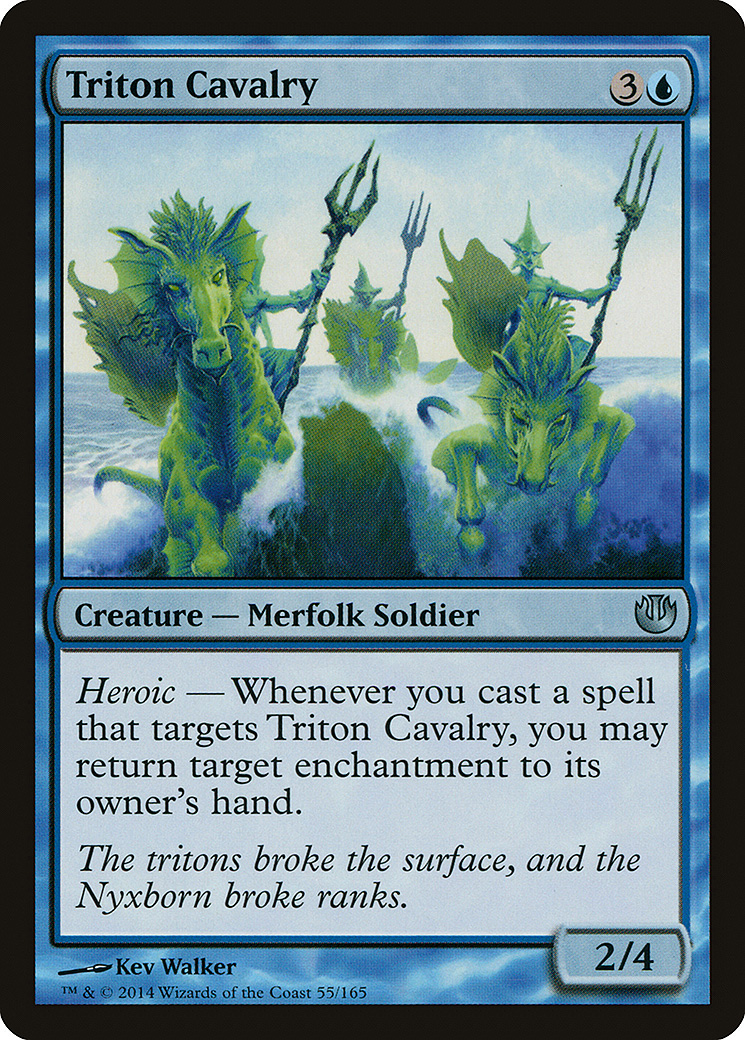 Triton Cavalry 3
Creature — Merfolk Soldier
Heroic — Whenever you cast a spell
that targets Triton Cavalry, you may
return target enchantment to its
owner's hand.
The tritons broke the surface, and the
Nyxborn broke ranks.
2/4
Kev Walker
™ & © 2014 Wizards of the Coast 55/165